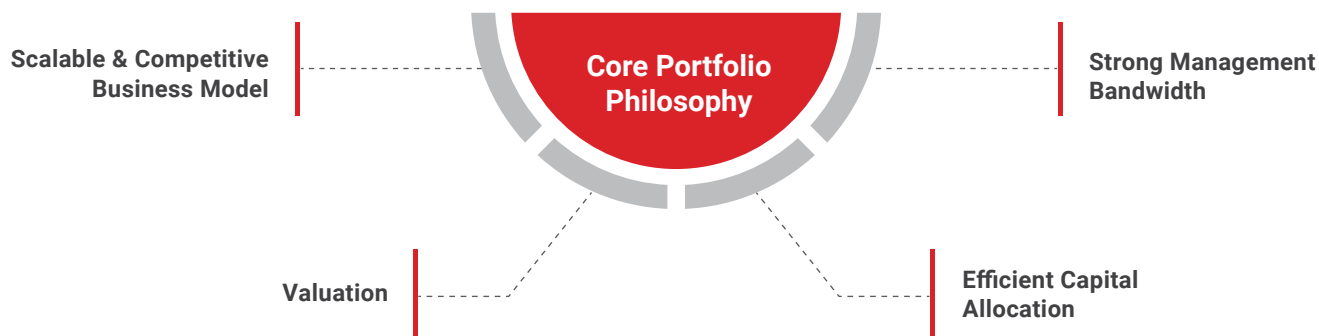 Core Portfolio
Philosophy
Scalable & Competitive
Business Model
Strong Management
Bandwidth
Valuation
Efficient Capital
Allocation